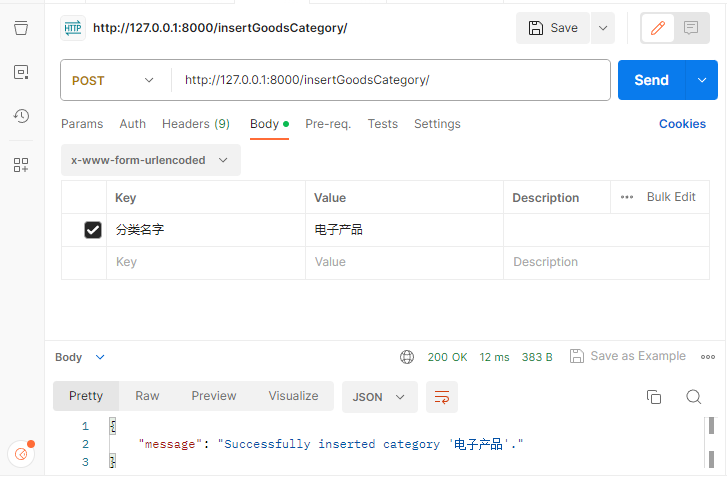 HTTP http://127.0.0.1:8000/insertGoodsCategory/ Save
POST http://127.0.0.1:8000/insertGoodsCategory/ Send
Params Auth Headers (9) Body Pre-req. Tests Settings Cookies
x-www-form-urlencoded
Key Value Description ••• Bulk Edit
分类名字 电子产品
Key Value Description
Body 200 OK 12 ms 383 B Save as Example •••
Pretty Raw Preview Visualize JSON
1 {
2 "message": "Successfully inserted category '电子产品'."
3 }